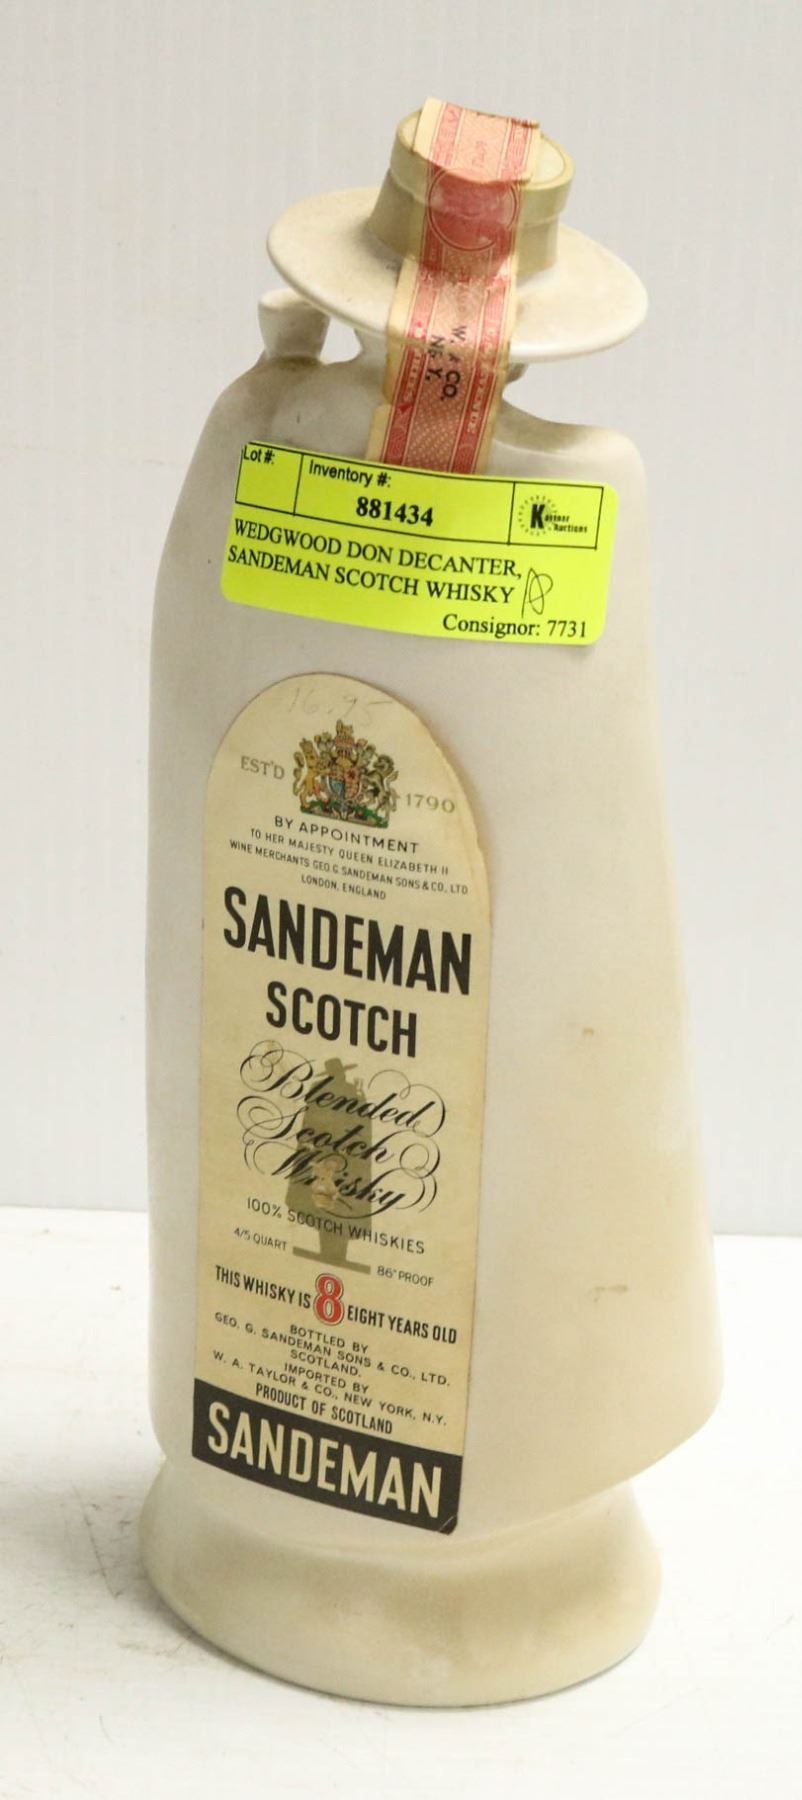 W. & CO.
N. Y.
Lot #:
Inventory #:
881434
Kastner
Auctions
WEDGWOOD DON DECANTER,
SANDEMAN SCOTCH WHISKY
Consignor: 7731
16.95
EST'D 1790
BY APPOINTMENT
TO HER MAJESTY QUEEN ELIZABETH II
WINE MERCHANTS GEO G SANDEMAN SONS & CO. LTD
LONDON, ENGLAND
SANDEMAN
SCOTCH
Blended
Scotch
Whisky
100% SCOTCH WHISKIES
4/5 QUART 86° PROOF
THIS WHISKY IS 8 EIGHT YEARS OLD
BOTTLED BY
GEO. G. SANDEMAN SONS & CO., LTD.
SCOTLAND.
IMPORTED BY
W. A. TAYLOR & CO., NEW YORK, N.Y.
PRODUCT OF SCOTLAND
SANDEMAN